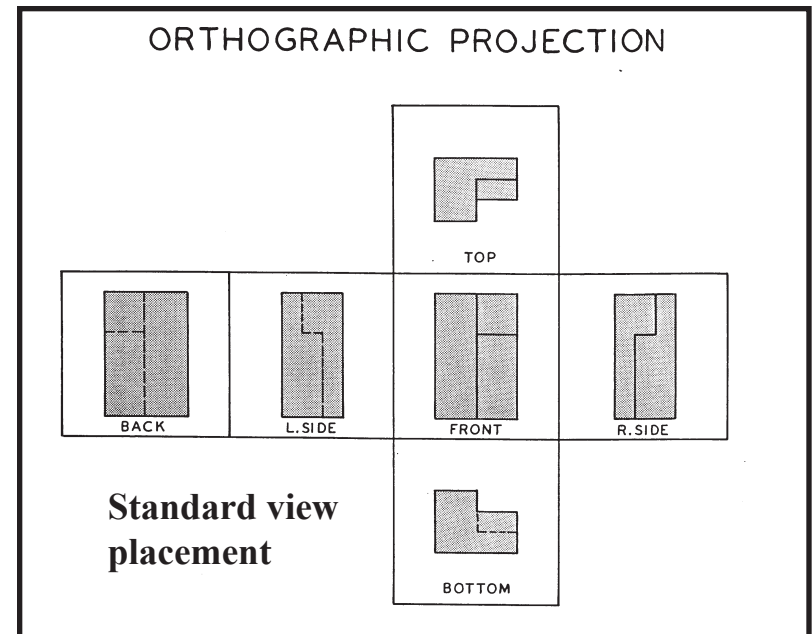 ORTHOGRAPHIC PROJECTION
TOP
BACK
L.SIDE
FRONT
R.SIDE
Standard view
placement
BOTTOM